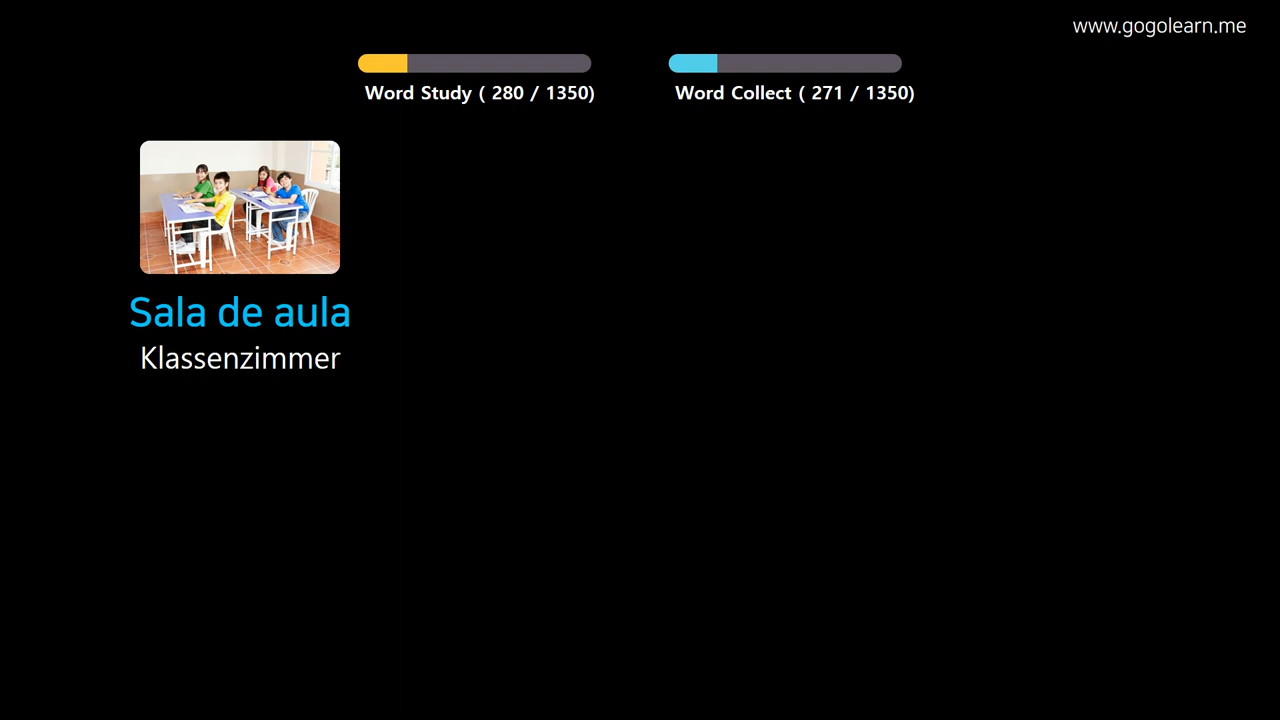 www.gogolearn.me
Word Study ( 280 / 1350)
Word Collect ( 271 / 1350)
Sala de aula
Klassenzimmer